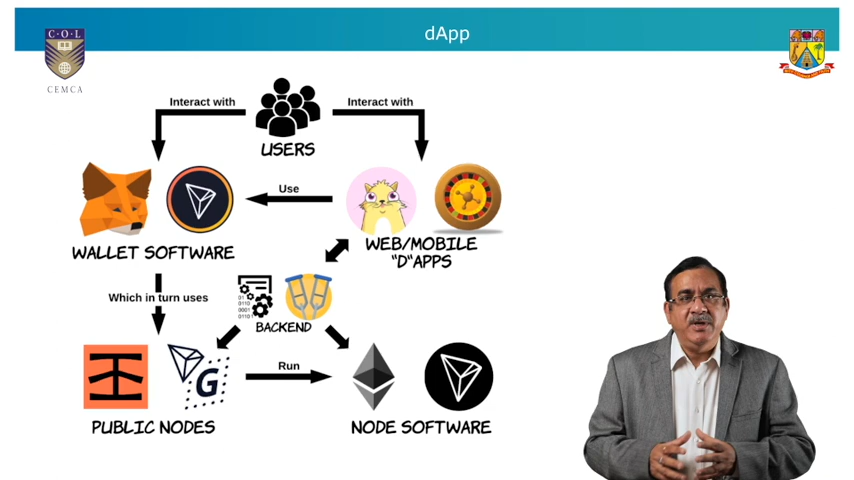 dApp
C·O·L
CEMCA
Interact with
Interact with
USERS
Use
WALLET SOFTWARE
WEB/MOBILE
"D"APPS
Which in turn uses
BACKEND
Run
G
PUBLIC NODES
NODE SOFTWARE